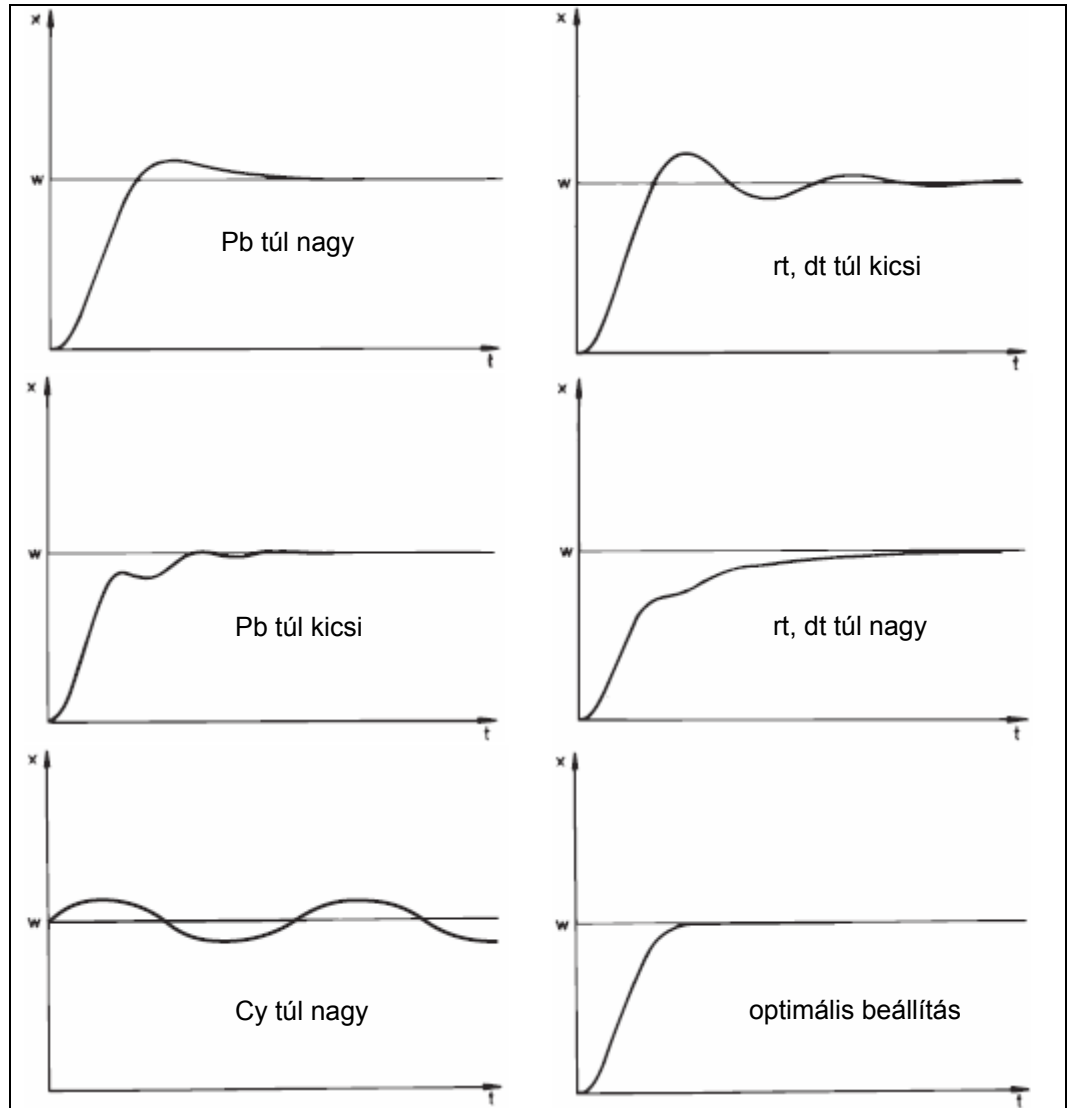 x
w
Pb túl nagy
t
x
w
rt, dt túl kicsi
t
x
w
Pb túl kicsi
t
x
w
rt, dt túl nagy
t
x
w
Cy túl nagy
t
x
w
optimális beállítás
t